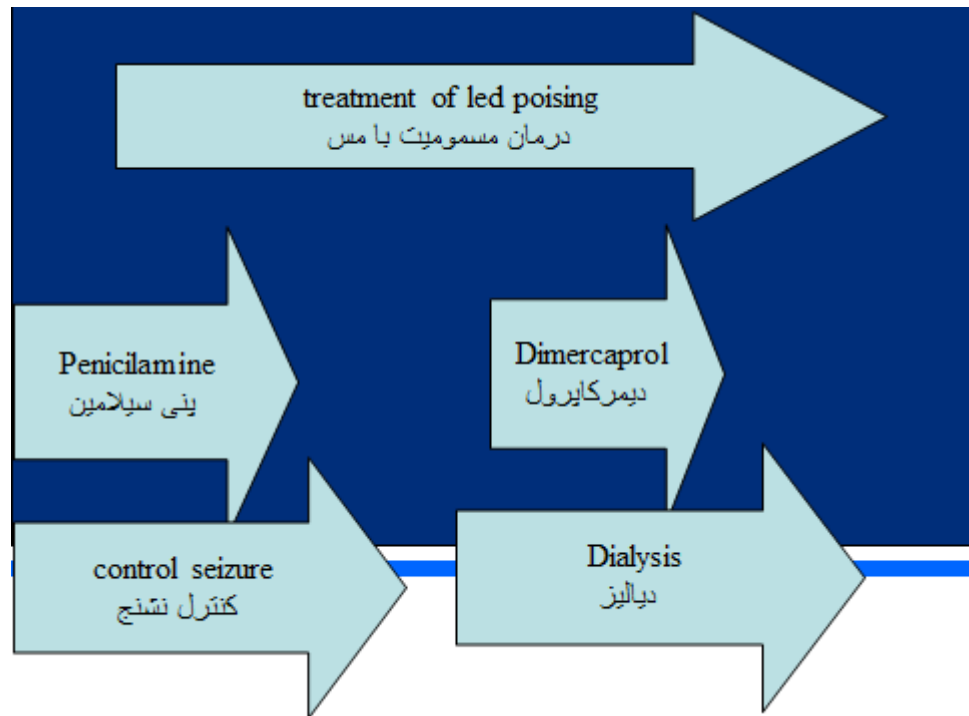 treatment of led poising
درمان مسمومیت با مس
Penicilamine
پنی سیلامین
Dimercaprol
دیمرکاپرول
control seizure
کنترل تشنج
Dialysis
دیالیز